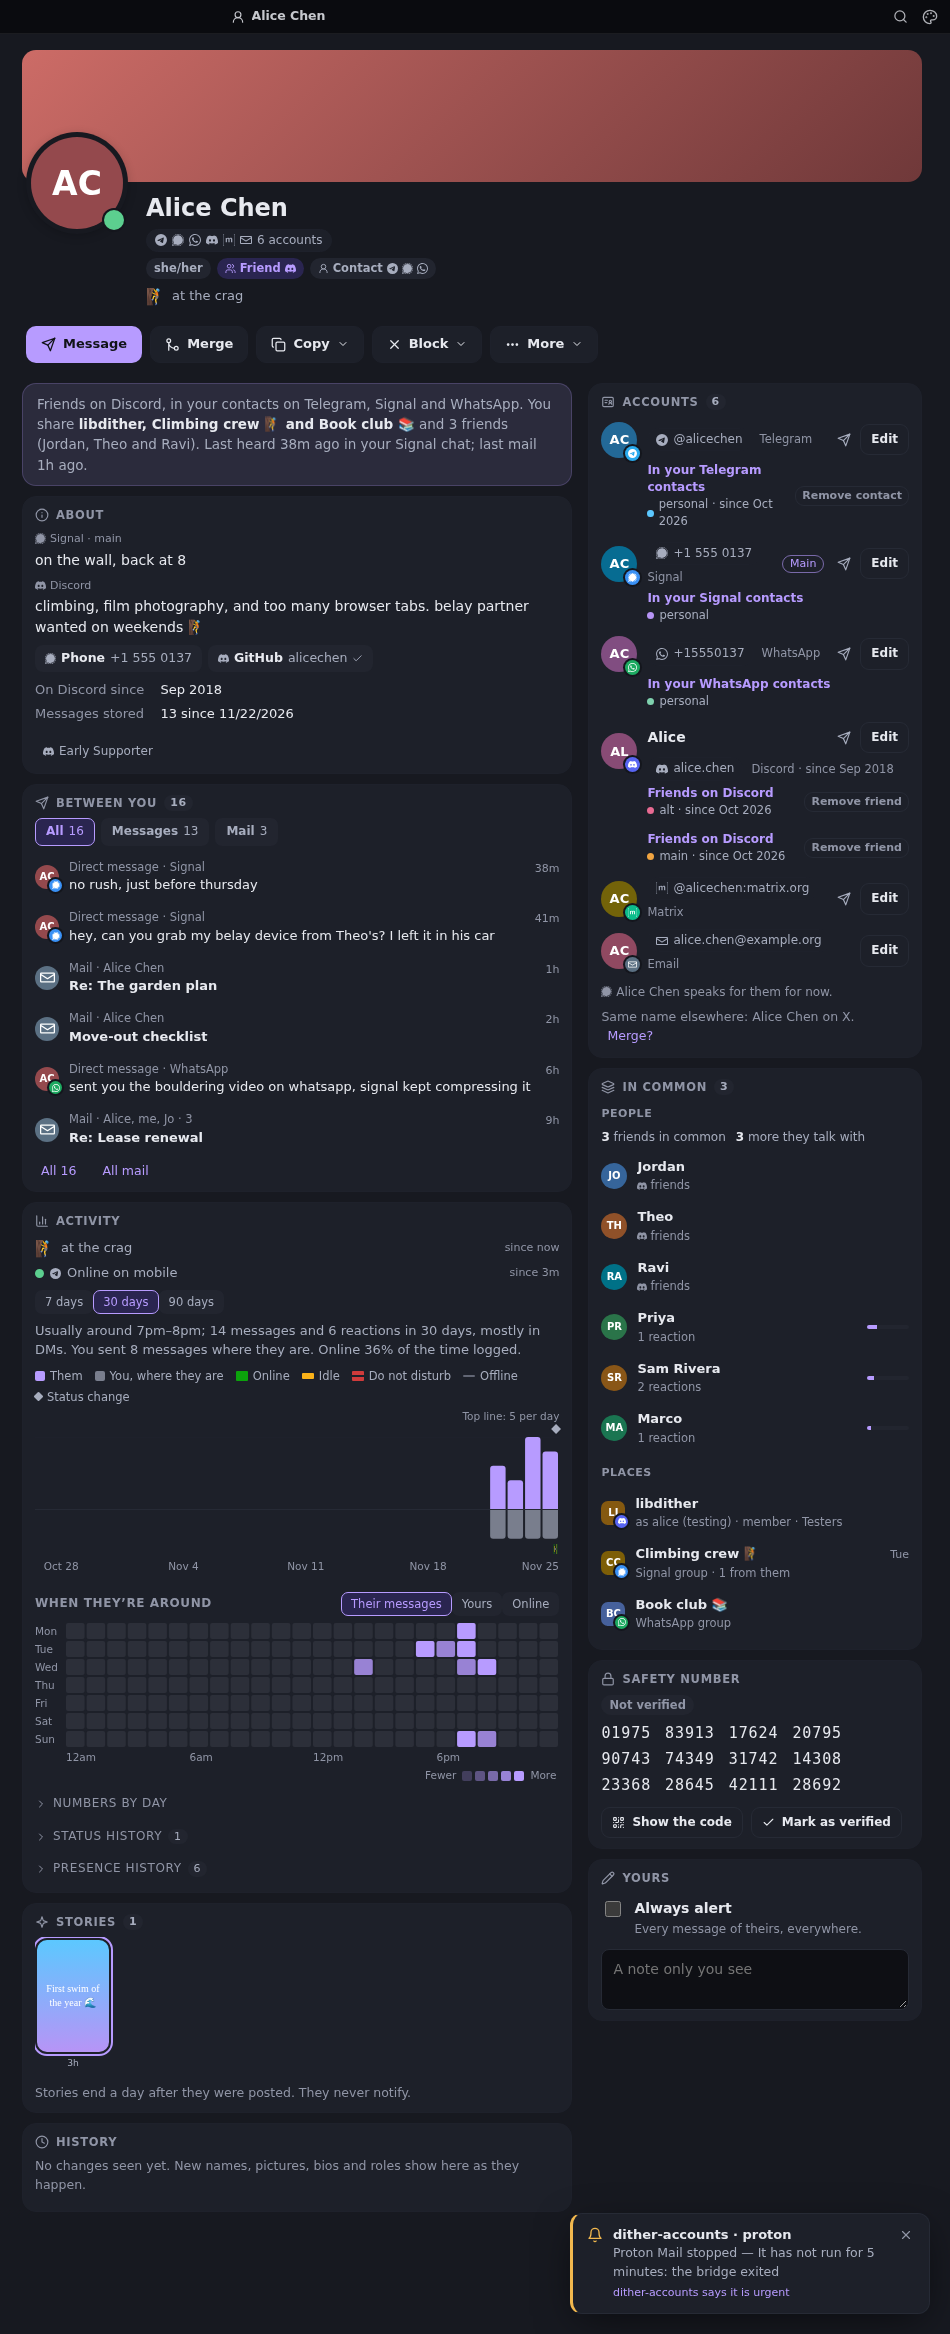 Alice Chen
AC
Alice Chen
6 accounts
she/her Friend Contact
at the crag
Message Merge Copy Block More
Friends on Discord, in your contacts on Telegram, Signal and WhatsApp. You
share libdither, Climbing crew 🧗 and Book club 📚 and 3 friends
(Jordan, Theo and Ravi). Last heard 38m ago in your Signal chat; last mail
1h ago.
ABOUT
Signal · main
on the wall, back at 8
Discord
climbing, film photography, and too many browser tabs. belay partner
wanted on weekends 🧗
Phone +1 555 0137 GitHub alicechen ✓
On Discord since Sep 2018
Messages stored 13 since 11/22/2026
Early Supporter
BETWEEN YOU 16
All 16 Messages 13 Mail 3
AC Direct message · Signal 38m
no rush, just before thursday
AC Direct message · Signal 41m
hey, can you grab my belay device from Theo's? I left it in his car
Mail · Alice Chen 1h
Re: The garden plan
Mail · Alice Chen 2h
Move-out checklist
AC Direct message · WhatsApp 6h
sent you the bouldering video on whatsapp, signal kept compressing it
Mail · Alice, me, Jo · 3 9h
Re: Lease renewal
All 16 All mail
ACTIVITY
at the crag since now
Online on mobile since 3m
7 days 30 days 90 days
Usually around 7pm–8pm; 14 messages and 6 reactions in 30 days, mostly in
DMs. You sent 8 messages where they are. Online 36% of the time logged.
Them You, where they are Online Idle Do not disturb Offline
Status change
Top line: 5 per day
Oct 28 Nov 4 Nov 11 Nov 18 Nov 25
WHEN THEY’RE AROUND Their messages Yours Online
Mon
Tue
Wed
Thu
Fri
Sat
Sun
12am 6am 12pm 6pm
Fewer More
NUMBERS BY DAY
STATUS HISTORY 1
PRESENCE HISTORY 6
STORIES 1
First swim of
the year 🌊
3h
Stories end a day after they were posted. They never notify.
HISTORY
No changes seen yet. New names, pictures, bios and roles show here as they
happen.
ACCOUNTS 6
AC @alicechen Telegram Edit
In your Telegram
contacts
Remove contact
personal · since Oct
2026
AC +1 555 0137 Main Edit
Signal
In your Signal contacts
personal
AC +15550137 WhatsApp Edit
In your WhatsApp contacts
personal
AL Alice Edit
alice.chen Discord · since Sep 2018
Friends on Discord Remove friend
alt · since Oct 2026
Friends on Discord Remove friend
main · since Oct 2026
AC @alicechen:matrix.org Edit
Matrix
AC alice.chen@example.org Edit
Email
Alice Chen speaks for them for now.
Same name elsewhere: Alice Chen on X.
Merge?
IN COMMON 3
PEOPLE
3 friends in common 3 more they talk with
JO Jordan
friends
TH Theo
friends
RA Ravi
friends
PR Priya
1 reaction
SR Sam Rivera
2 reactions
MA Marco
1 reaction
PLACES
LI libdither
as alice (testing) · member · Testers
CC Climbing crew 🧗 Tue
Signal group · 1 from them
BC Book club 📚
WhatsApp group
SAFETY NUMBER
Not verified
01975 83913 17624 20795
90743 74349 31742 14308
23368 28645 42111 28692
Show the code Mark as verified
YOURS
Always alert
Every message of theirs, everywhere.
A note only you see
dither-accounts · proton
Proton Mail stopped — It has not run for 5
minutes: the bridge exited
dither-accounts says it is urgent